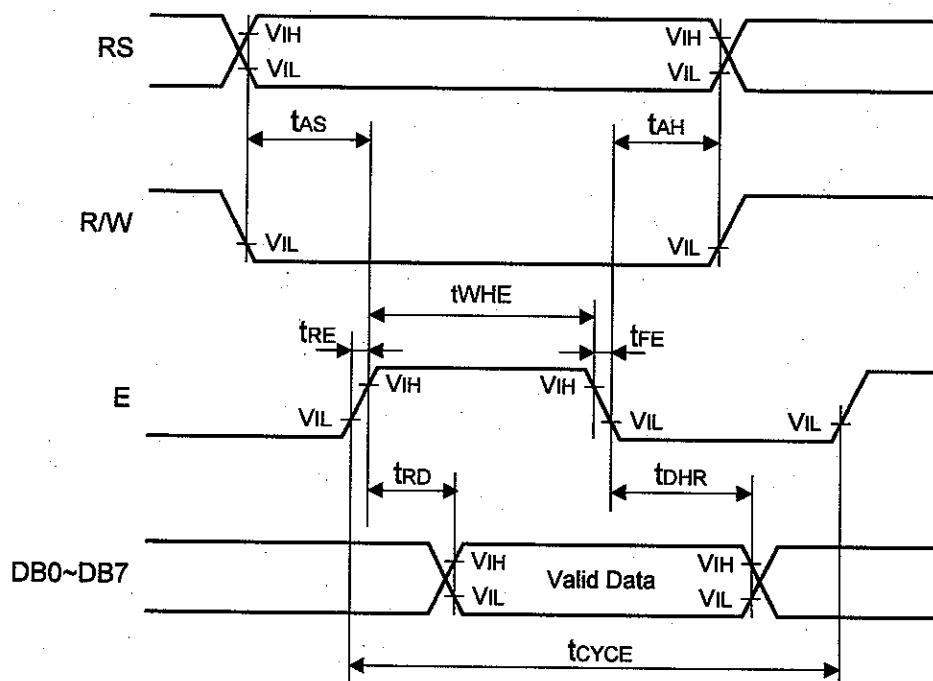 RS
VIH
VIL
VIH
VIL
tAS
tAH
R/W
VIL
VIL
tWHE
tRE
tFE
E
VIH
VIL
VIH
VIL
VIL
tRD
tDHR
DB0~DB7
VIH
VIL
Valid Data
VIH
VIL
tCYCE